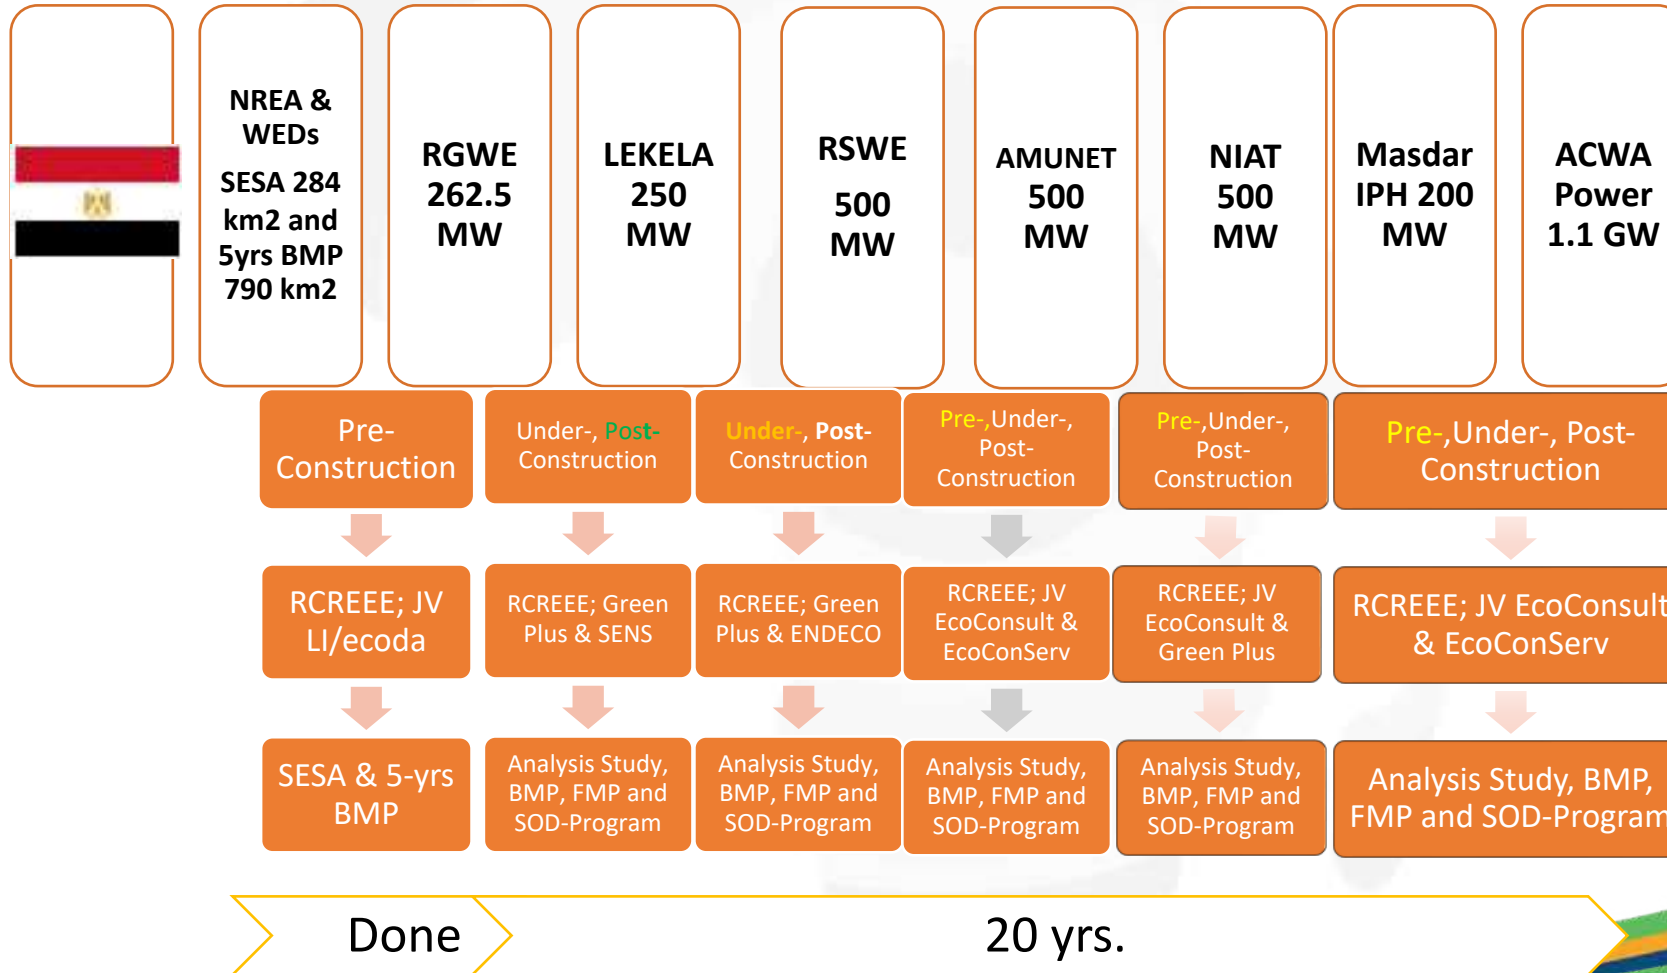 NREA &
WEDs
SESA 284
km2 and
5yrs BMP
790 km2
RGWE
262.5
MW
LEKELA
250
MW
RSWE
500
MW
AMUNET
500
MW
NIAT
500
MW
Masdar
IPH 200
MW
ACWA
Power
1.1 GW
Pre-
Construction
Under-, Post-
Construction
Under-, Post-
Construction
Pre-,Under-,
Post-
Construction
Pre-,Under-,
Post-
Construction
Pre-,Under-, Post-
Construction
RCREEE; JV
LI/ecoda
RCREEE; Green
Plus & SENS
RCREEE; Green
Plus & ENDECO
RCREEE; JV
EcoConsult &
EcoConServ
RCREEE; JV
EcoConsult &
Green Plus
RCREEE; JV EcoConsult
& EcoConServ
SESA & 5-yrs
BMP
Analysis Study,
BMP, FMP and
SOD-Program
Analysis Study,
BMP, FMP and
SOD-Program
Analysis Study,
BMP, FMP and
SOD-Program
Analysis Study,
BMP, FMP and
SOD-Program
Analysis Study, BMP,
FMP and SOD-Program
Done
20 yrs.